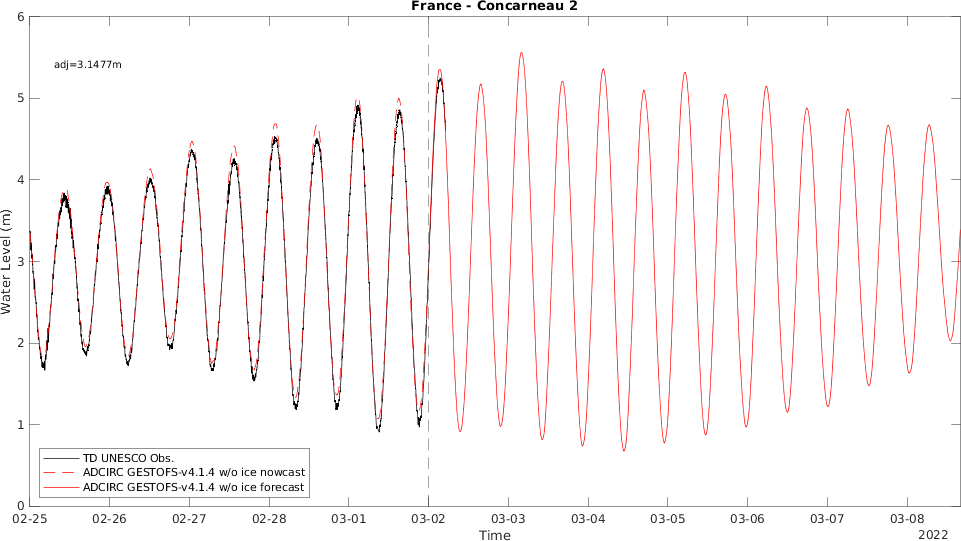 France - Concarneau 2
adj=3.1477m
Water Level (m)
6
5
4
3
2
1
0
TD UNESCO Obs.
ADCIRC GESTOFS-v4.1.4 w/o ice nowcast
ADCIRC GESTOFS-v4.1.4 w/o ice forecast
02-25 02-26 02-27 02-28 03-01 03-02 03-03 03-04 03-05 03-06 03-07 03-08
Time
2022